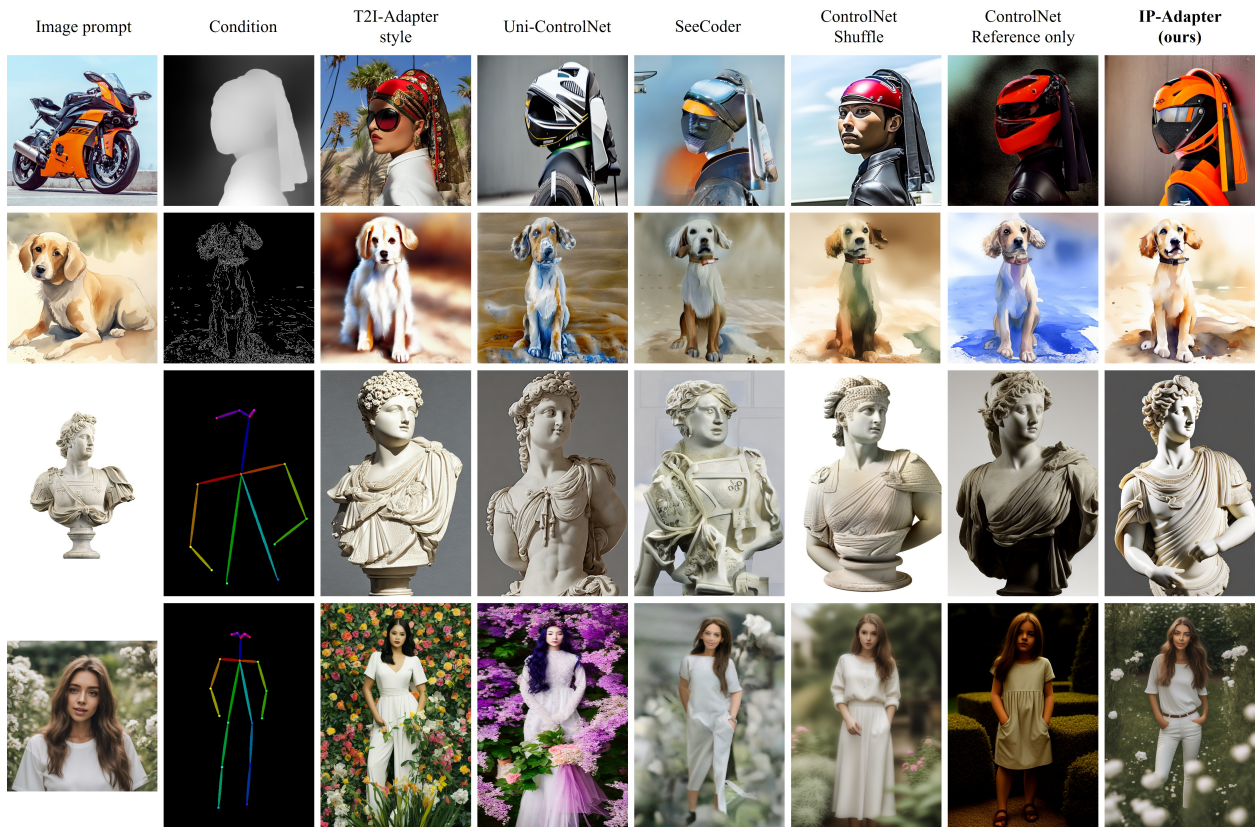 Image prompt
Condition
T2I-Adapter
style
Uni-ControlNet
SeeCoder
ControlNet
Shuffle
ControlNet
Reference only
IP-Adapter
(ours)